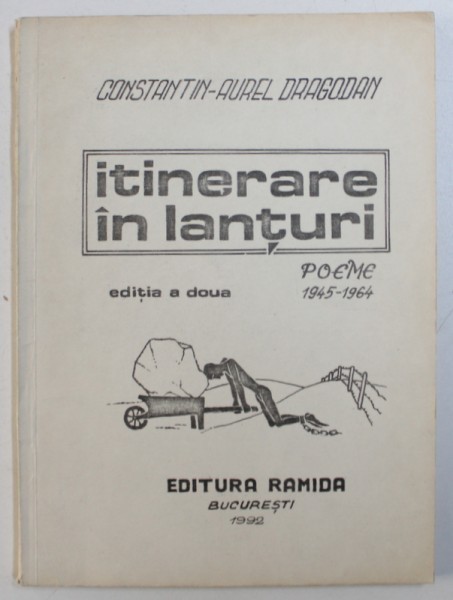 CONSTANTIN-AUREL DRAGODAN
itinerare
în lanțuri
POEME
ediția a doua
1945-1964
EDITURA RAMIDA
BUCUREȘTI
1992